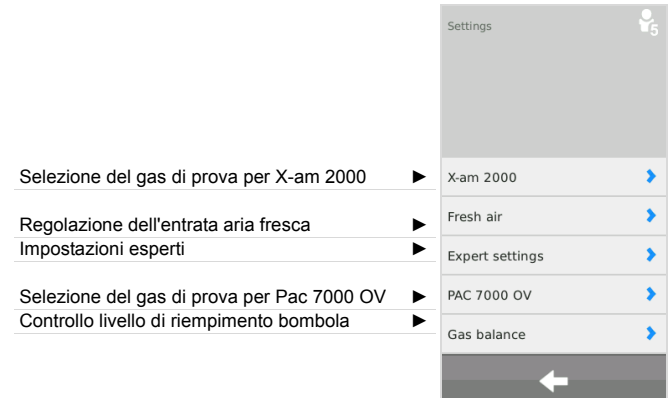 Settings
5
Selezione del gas di prova per X-am 2000 ► X-am 2000
Regolazione dell'entrata aria fresca ► Fresh air
Impostazioni esperti ► Expert settings
Selezione del gas di prova per Pac 7000 OV ► PAC 7000 OV
Controllo livello di riempimento bombola ► Gas balance